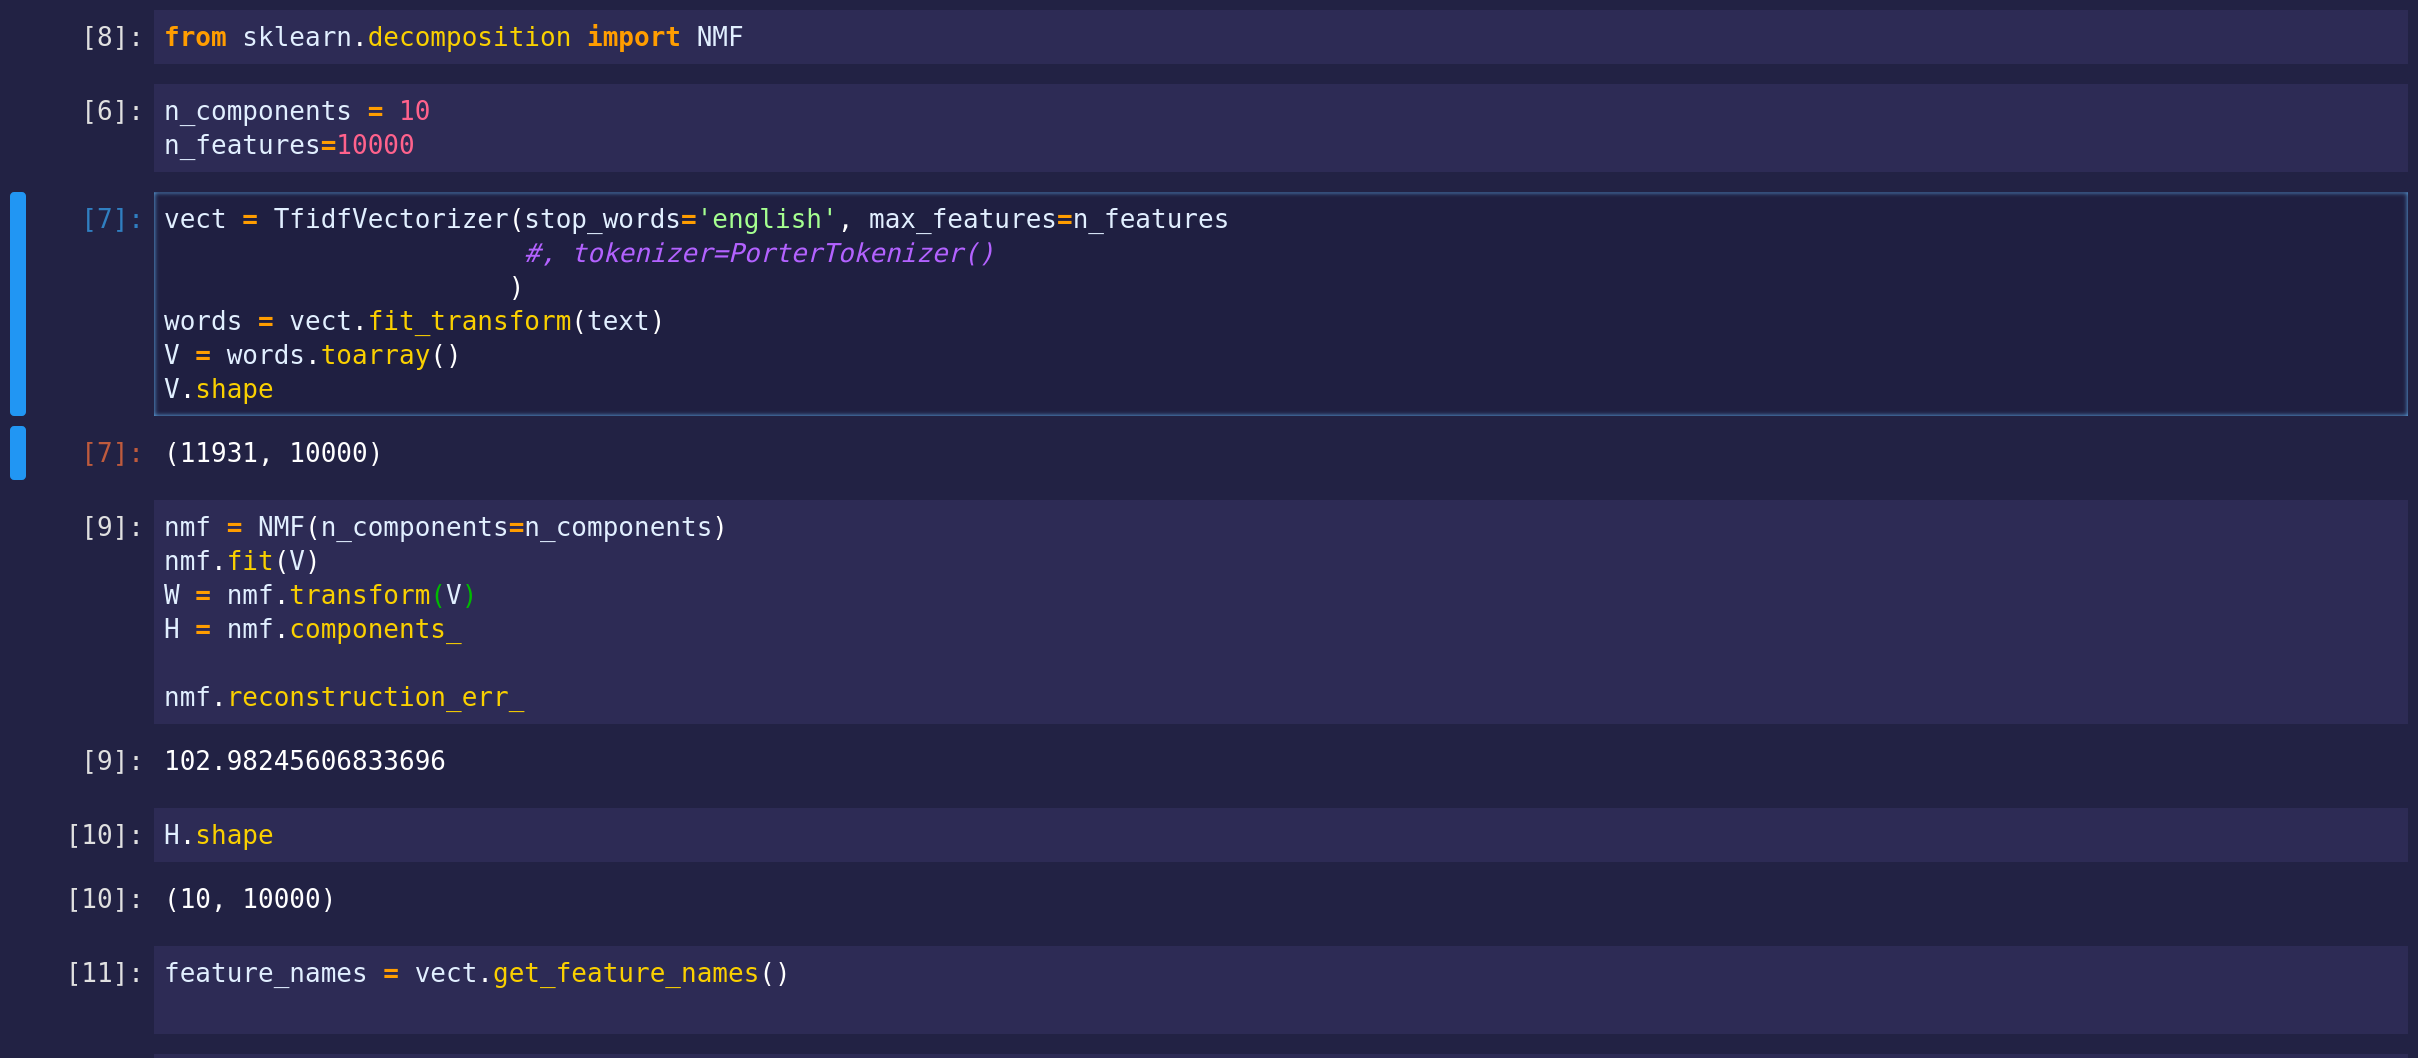 [8]: from sklearn.decomposition import NMF
[6]: n_components = 10
n_features=10000
[7]: vect = TfidfVectorizer(stop_words='english', max_features=n_features
#, tokenizer=PorterTokenizer()
)
words = vect.fit_transform(text)
V = words.toarray()
V.shape
[7]: (11931, 10000)
[9]: nmf = NMF(n_components=n_components)
nmf.fit(V)
W = nmf.transform(V)
H = nmf.components_
nmf.reconstruction_err_
[9]: 102.98245606833696
[10]: H.shape
[10]: (10, 10000)
[11]: feature_names = vect.get_feature_names()